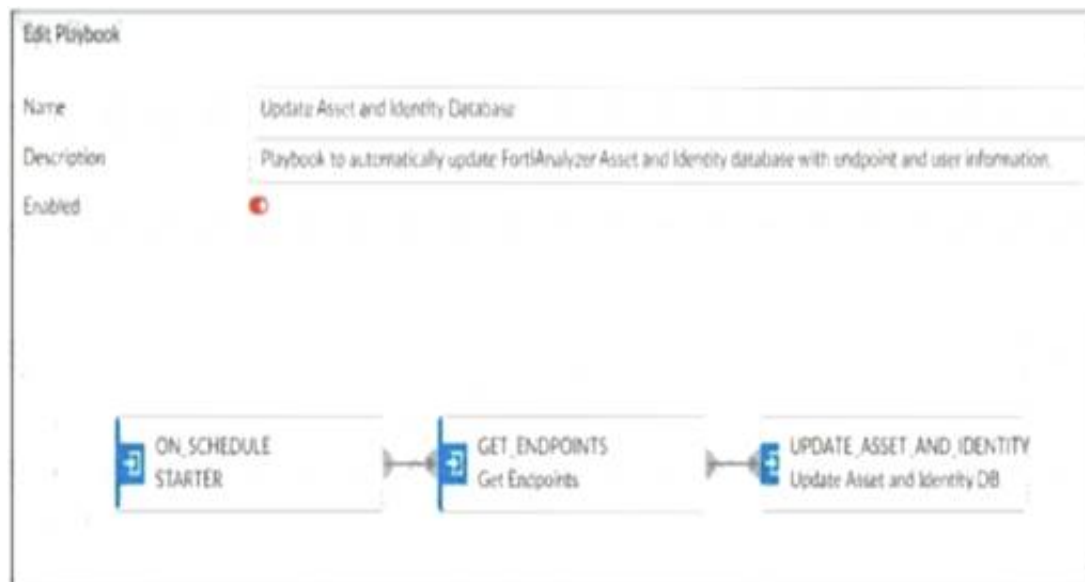 Edit Playbook
Name Update Asset and Identity Database
Description Playbook to automatically update FortiAnalyzer Asset and Identity database with endpoint and user information.
Enabled
ON_SCHEDULE
STARTER
GET_ENDPOINTS
Get Endpoints
UPDATE_ASSET_AND_IDENTITY
Update Asset and Identity DB